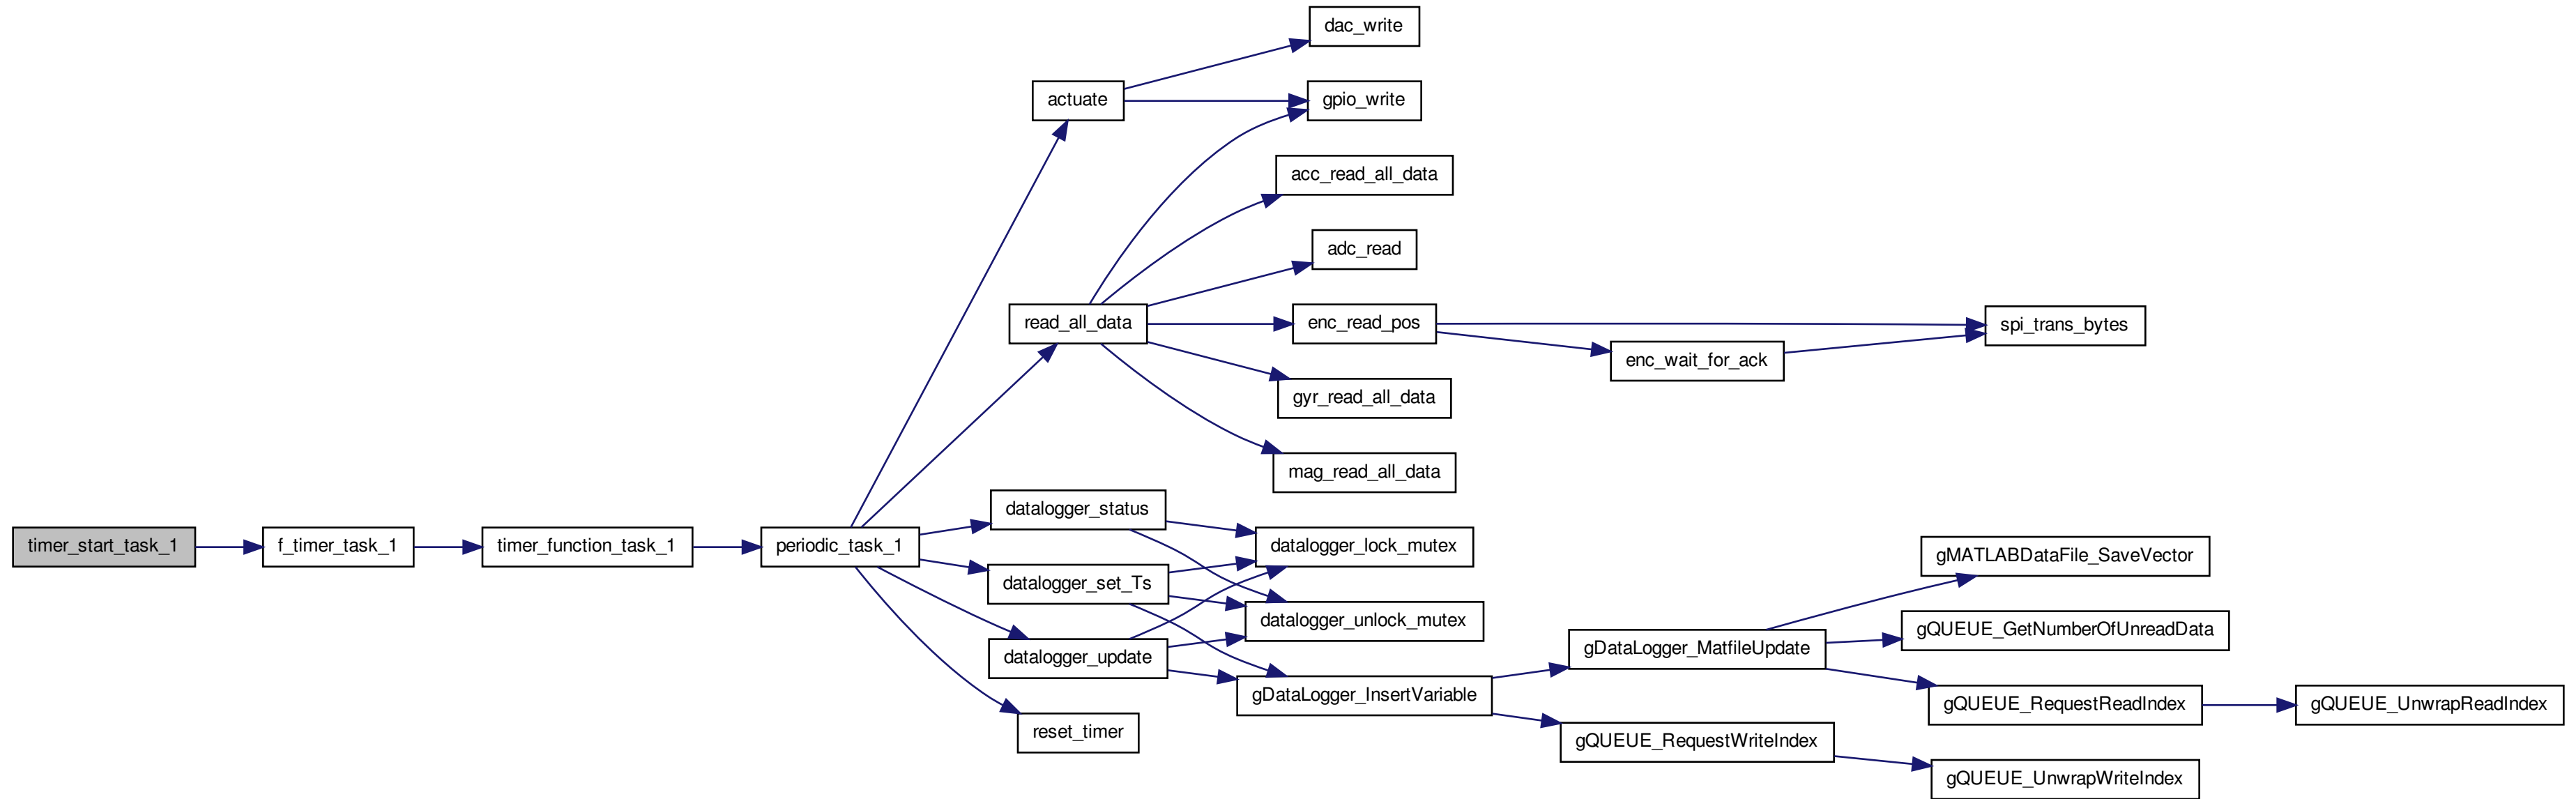 dac_write
actuate
gpio_write
acc_read_all_data
adc_read
read_all_data
enc_read_pos
spi_trans_bytes
enc_wait_for_ack
gyr_read_all_data
mag_read_all_data
datalogger_status
timer_start_task_1
f_timer_task_1
timer_function_task_1
periodic_task_1
datalogger_lock_mutex
gMATLABDataFile_SaveVector
datalogger_set_Ts
datalogger_unlock_mutex
gQUEUE_GetNumberOfUnreadData
gDataLogger_MatfileUpdate
datalogger_update
gDataLogger_InsertVariable
gQUEUE_RequestReadIndex
gQUEUE_UnwrapReadIndex
reset_timer
gQUEUE_RequestWriteIndex
gQUEUE_UnwrapWriteIndex